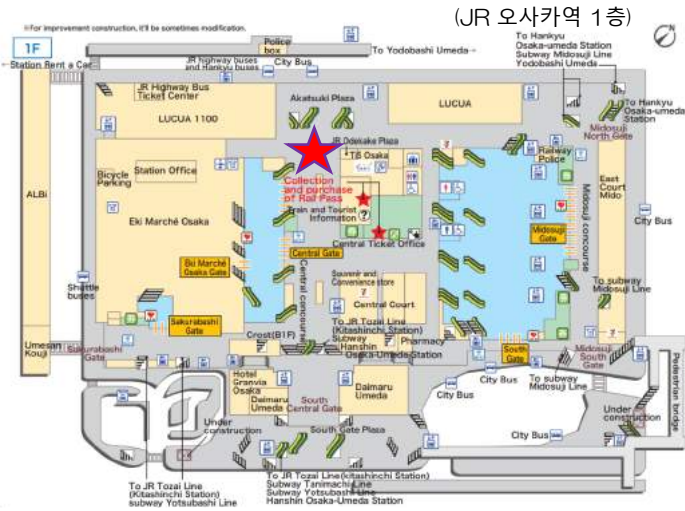 (JR 오사카역 1층)
※For improvement construction, it'll be sometimes modification.
1F
←Station Rent a Car
Police
box
To Yodobashi Umeda→
To Hankyu
Osaka-umeda Station
Subway Midosuji Line
Yodobashi Umeda
JR highway buses
and Hankyu buses
City Bus
JR Highway Bus
Ticket Center
LUCUA 1100
Akatsuki Plaza
LUCUA
To Hankyu
Osaka-umeda
Station
Midosuji
North Gate
JR Odekake Plaza
TiS Osaka
Railway
Police
Station Office
Bicycle
Parking
ALBi
Eki Marché Osaka
Collection
and purchase
of Rail Pass
Train and Tourist
Information
East
Court
Mido
City Bus
Central Ticket Office
Midosuji
Gate
Midosuji concourse
Central Gate
Eki Marché
Osaka Gate
Central concourse
Souvenir and
Convenience store
Central Court
To subway
Midosuji Line
Shuttle
buses
Sakurabashi
Gate
To JR Tozai Line
(Kitashinchi Station)
Subway
Hanshin
Osaka-Umeda-Station
Crost(B1F)
Pharmacy
Umesan
Kouji
Sakurabashi
Gate
South
Gate
Midosuji
South Gate
Pedestrian bridge
Hotel
Granvia
Osaka
Daimaru
Umeda
Daimaru
Umeda
South
Central Gate
City Bus
City Bus
To subway
Midosuji Line
Under
construction
Under
construction
South Gate Plaza
City Bus
To JR Tozai Line
(Kitashinchi Station)
subway Yotsubashi Line
To JR Tozai Line(kitashinchi Station)
Subway Tanimachi Line
Subway Yotsubashi Line
Hanshin Osaka-Umeda Station